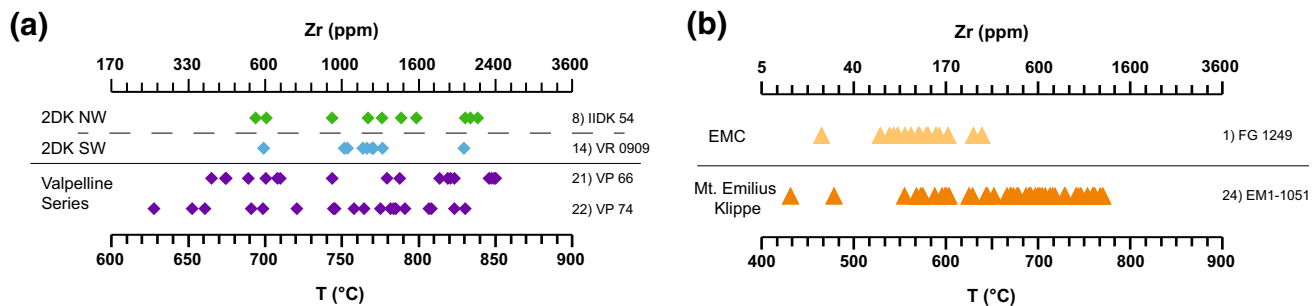 (a)
Zr (ppm)
170 330 600 1000 1600 2400 3600
2DK NW 8) IIDK 54
2DK SW 14) VR 0909
Valpelline
Series
21) VP 66
22) VP 74
600 650 700 750 800 850 900
T (°C)
(b)
Zr (ppm)
5 40 170 600 1600 3600
EMC 1) FG 1249
Mt. Emilius
Klippe
24) EM1-1051
400 500 600 700 800 900
T (°C)